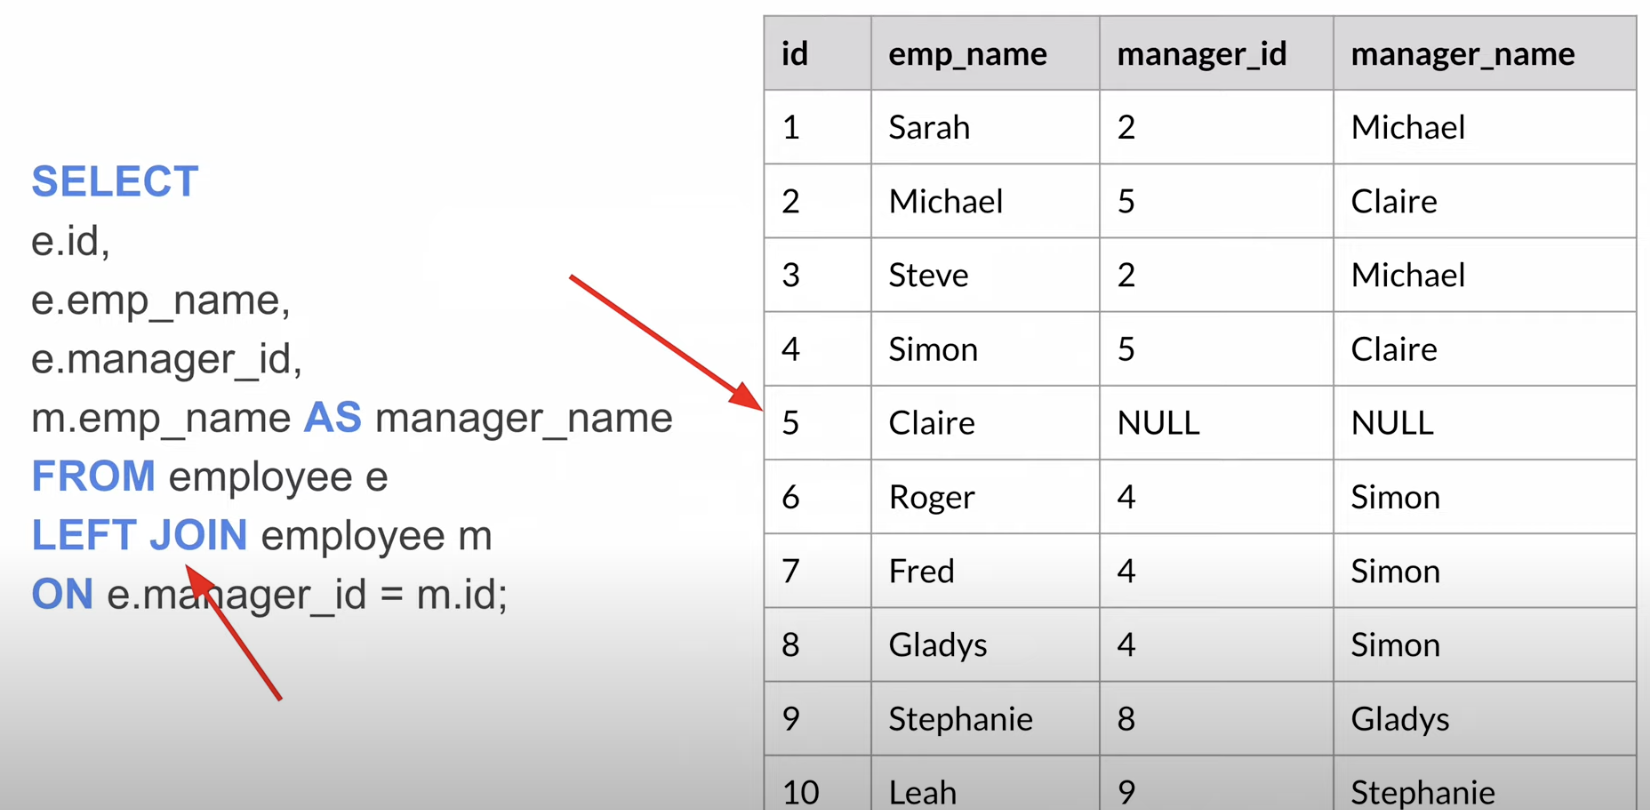 SELECT
e.id,
e.emp_name,
e.manager_id,
m.emp_name AS manager_name
FROM employee e
LEFT JOIN employee m
ON e.manager_id = m.id;
id emp_name manager_id manager_name
1 Sarah 2 Michael
2 Michael 5 Claire
3 Steve 2 Michael
4 Simon 5 Claire
5 Claire NULL NULL
6 Roger 4 Simon
7 Fred 4 Simon
8 Gladys 4 Simon
9 Stephanie 8 Gladys
10 Leah 9 Stephanie